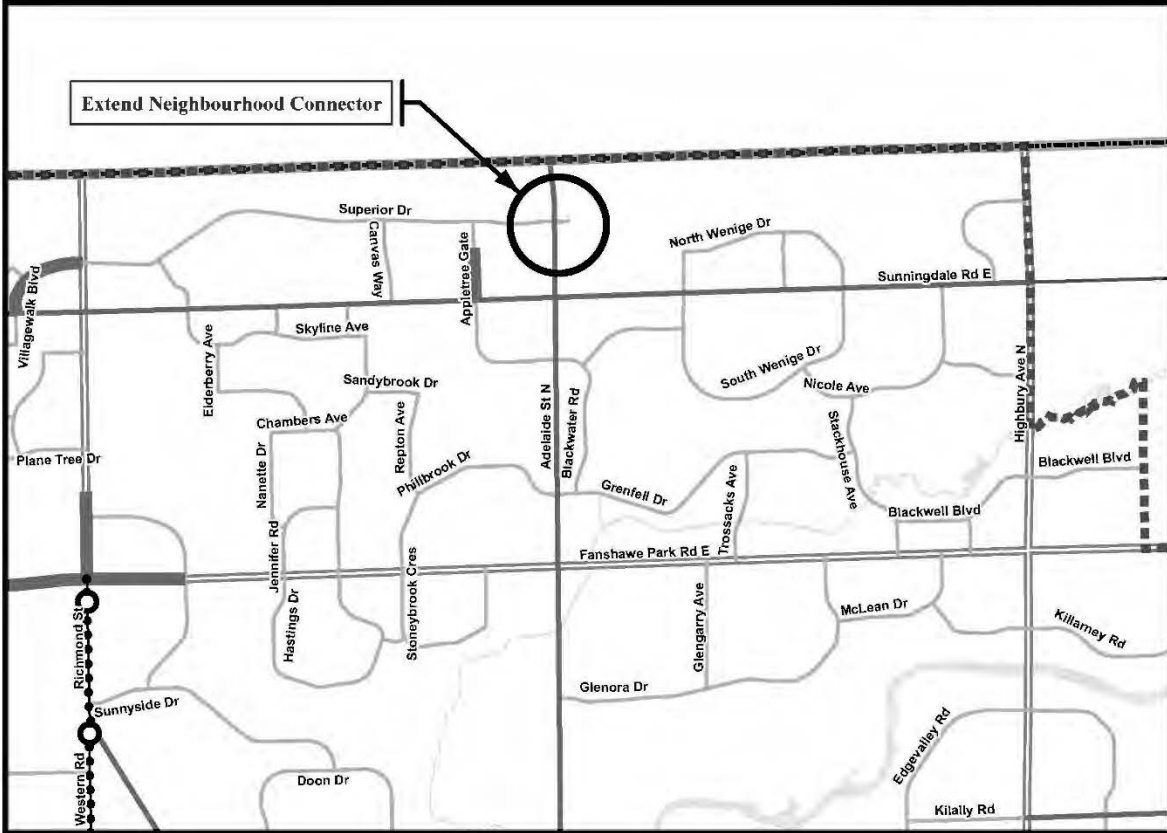 Extend Neighbourhood Connector
Superior Dr
Canvas Way
Appletree Gate
North Wenige Dr
Sunningdale Rd E
Villagewalk Blvd
Skyline Ave
Elderberry Ave
Sandybrook Dr
South Wenige Dr
Nicole Ave
Highbury Ave N
Chambers Ave
Repton Ave
Adelaide St N
Blackwater Rd
Stackhouse Ave
Plane Tree Dr
Nanette Dr
Phillbrook Dr
Grenfell Dr
Trossacks Ave
Blackwell Blvd
Blackwell Blvd
Jennifer Rd
Fanshawe Park Rd E
Hastings Dr
Stoneybrook Cres
Glengarry Ave
McLean Dr
Killarney Rd
Richmond St
Sunnyside Dr
Glenora Dr
Edgevalley Rd
Western Rd
Doon Dr
Kilally Rd